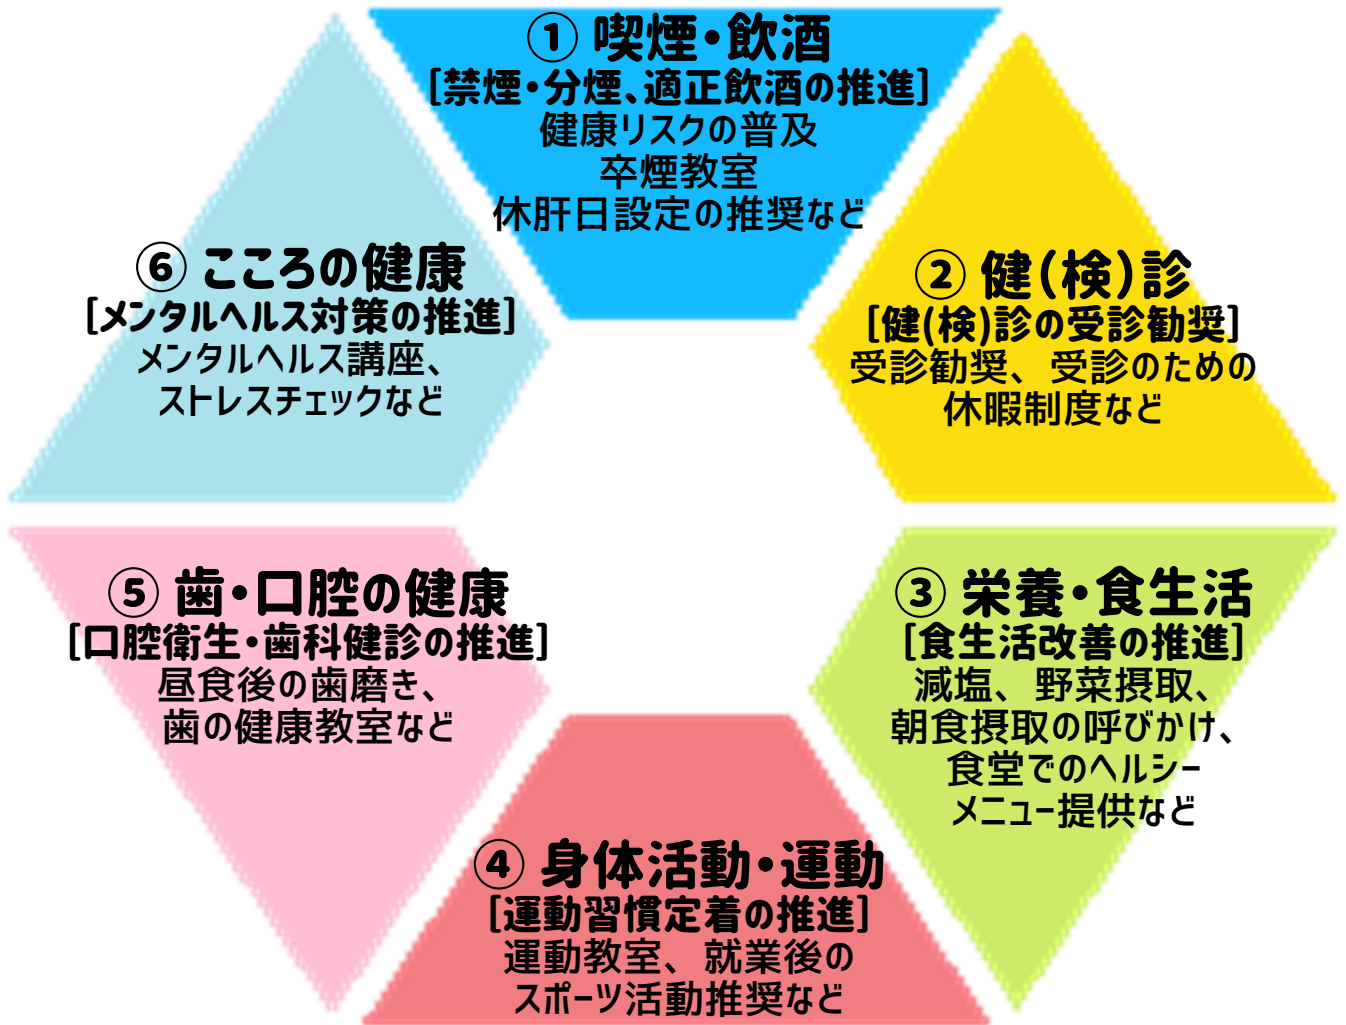 ① 喫煙・飲酒
[禁煙・分煙、適正飲酒の推進]
健康リスクの普及
卒煙教室
休肝日設定の推奨など
② 健(検)診
[健(検)診の受診勧奨]
受診勧奨、受診のための
休暇制度など
③ 栄養・食生活
[食生活改善の推進]
減塩、野菜摂取、
朝食摂取の呼びかけ、
食堂でのヘルシー
メニュー提供など
④ 身体活動・運動
[運動習慣定着の推進]
運動教室、就業後の
スポーツ活動推奨など
⑤ 歯・口腔の健康
[口腔衛生・歯科健診の推進]
昼食後の歯磨き、
歯の健康教室など
⑥ こころの健康
[メンタルヘルス対策の推進]
メンタルヘルス講座、
ストレスチェックなど